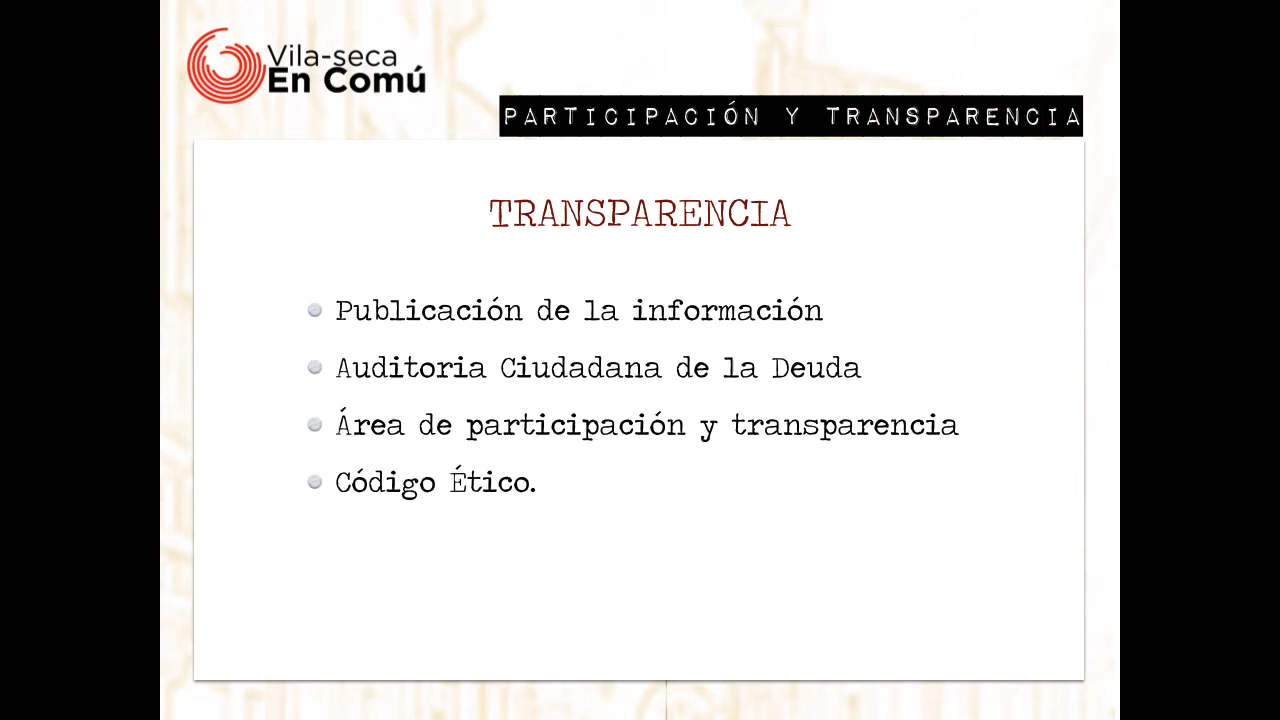 Vila-seca
En Comú
PARTICIPACIÓN Y TRANSPARENCIA
TRANSPARENCIA
Publicación de la información
Auditoria Ciudadana de la Deuda
Área de participación y transparencia
Código Ético.